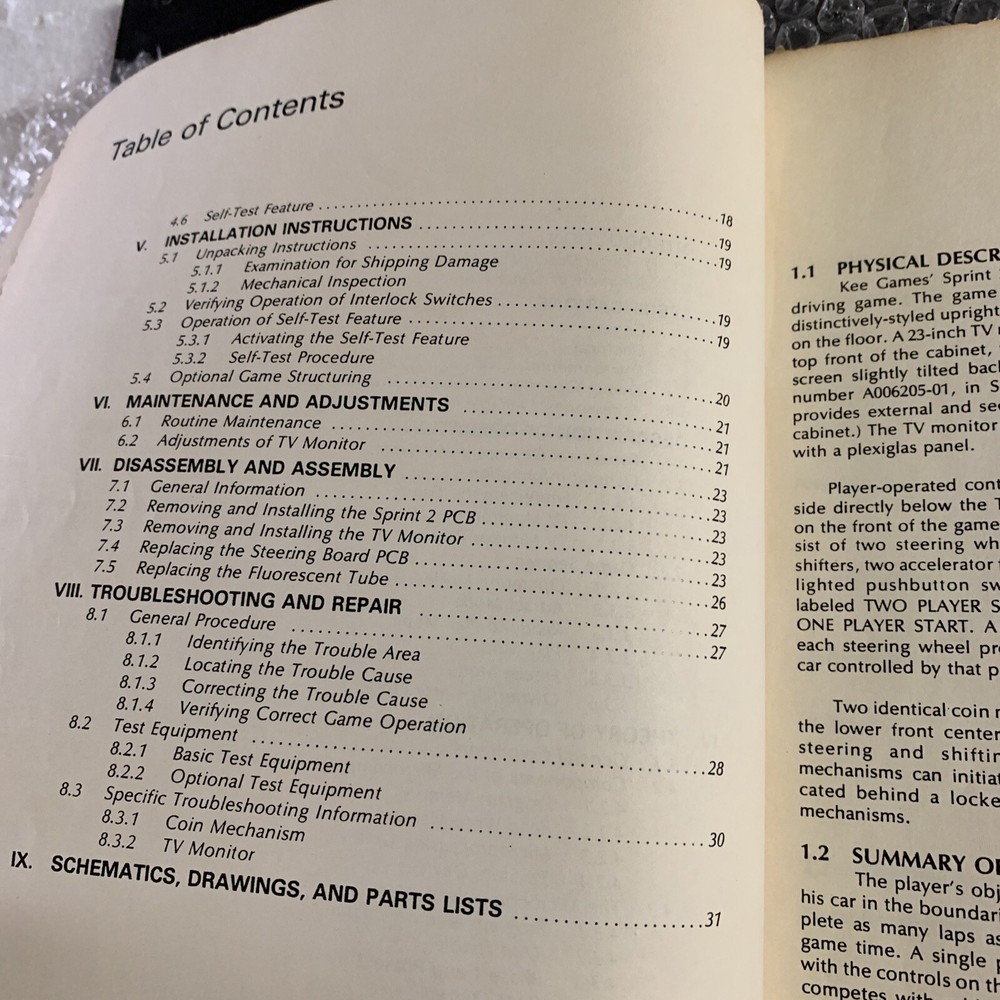 Table of Contents
4.6 Self-Test Feature ........ 18
V. INSTALLATION INSTRUCTIONS ........ 19
5.1 Unpacking Instructions ........ 19
5.1.1 Examination for Shipping Damage
5.1.2 Mechanical Inspection
5.2 Verifying Operation of Interlock Switches ........ 19
5.3 Operation of Self-Test Feature ........ 19
5.3.1 Activating the Self-Test Feature
5.3.2 Self-Test Procedure
5.4 Optional Game Structuring ........ 20
VI. MAINTENANCE AND ADJUSTMENTS ........ 21
6.1 Routine Maintenance ........ 21
6.2 Adjustments of TV Monitor ........ 21
VII. DISASSEMBLY AND ASSEMBLY ........ 23
7.1 General Information ........ 23
7.2 Removing and Installing the Sprint 2 PCB ........ 23
7.3 Removing and Installing the TV Monitor ........ 23
7.4 Replacing the Steering Board PCB ........ 23
7.5 Replacing the Fluorescent Tube ........ 26
VIII. TROUBLESHOOTING AND REPAIR ........ 27
8.1 General Procedure ........ 27
8.1.1 Identifying the Trouble Area
8.1.2 Locating the Trouble Cause
8.1.3 Correcting the Trouble Cause
8.1.4 Verifying Correct Game Operation
8.2 Test Equipment ........ 28
8.2.1 Basic Test Equipment
8.2.2 Optional Test Equipment
8.3 Specific Troubleshooting Information ........ 30
8.3.1 Coin Mechanism
8.3.2 TV Monitor
IX. SCHEMATICS, DRAWINGS, AND PARTS LISTS ........ 31
1.1 PHYSICAL DESCR
Kee Games' Sprint
driving game. The game
distinctively-styled upright
on the floor. A 23-inch TV
top front of the cabinet,
screen slightly tilted bac
number A006205-01, in S
provides external and se
cabinet.) The TV monitor
with a plexiglas panel.
Player-operated cont
side directly below the T
on the front of the game
sist of two steering wh
shifters, two accelerator
lighted pushbutton sw
labeled TWO PLAYER S
ONE PLAYER START. A
each steering wheel pr
car controlled by that p
Two identical coin
the lower front center
steering and shiftin
mechanisms can initia
cated behind a locke
mechanisms.
1.2 SUMMARY O
The player's obj
his car in the boundari
plete as many laps as
game time. A single
with the controls on th
competes